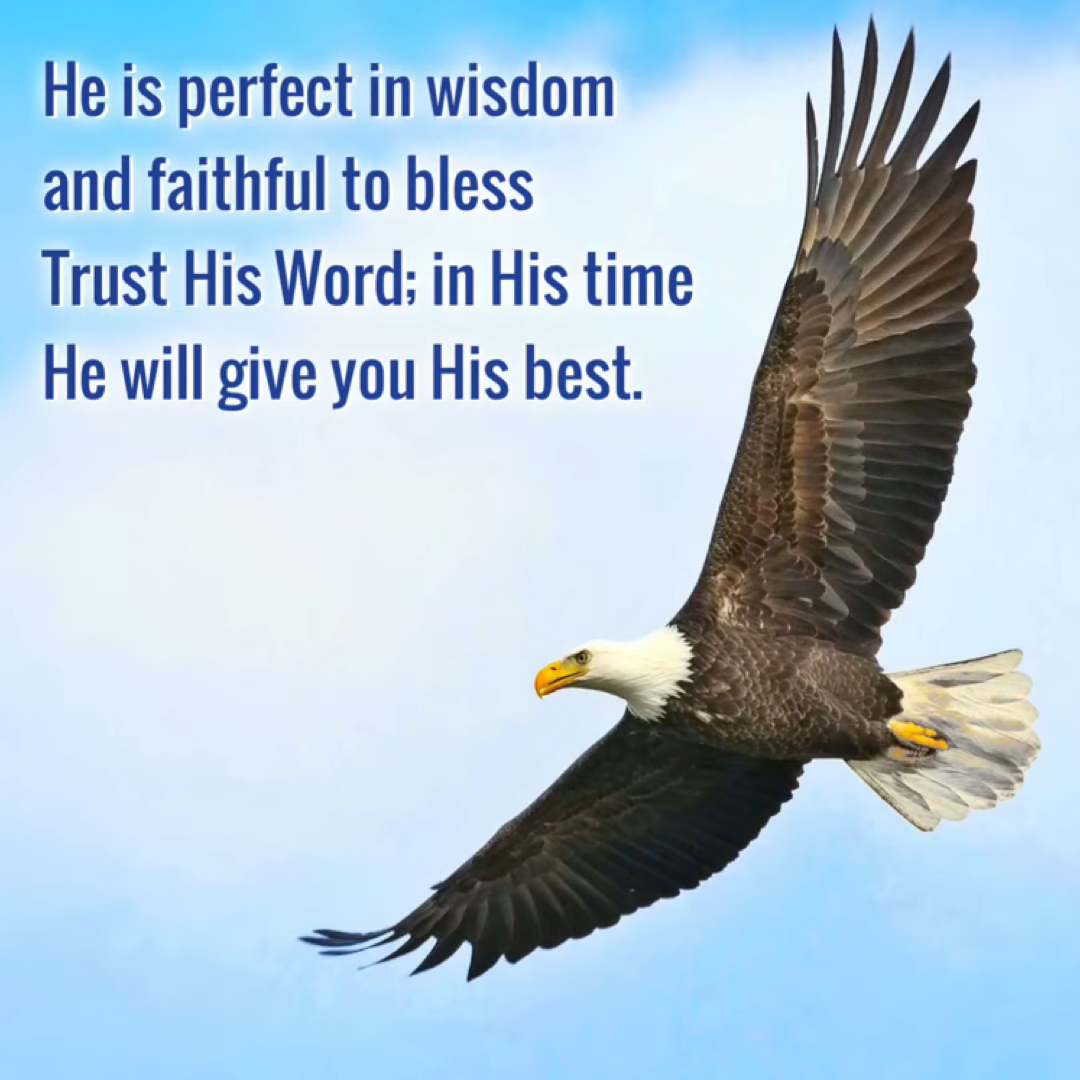 He is perfect in wisdom
and faithful to bless
Trust His Word; in His time
He will give you His best.